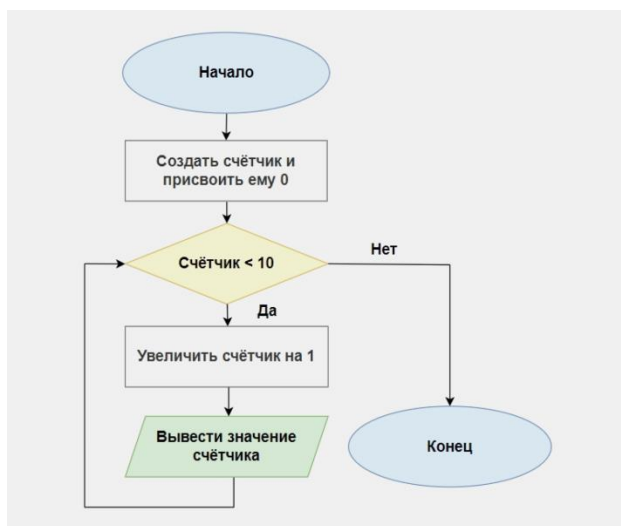 Начало
Создать счётчик и
присвоить ему 0
Счётчик < 10
Нет
Да
Увеличить счётчик на 1
Вывести значение
счётчика
Конец